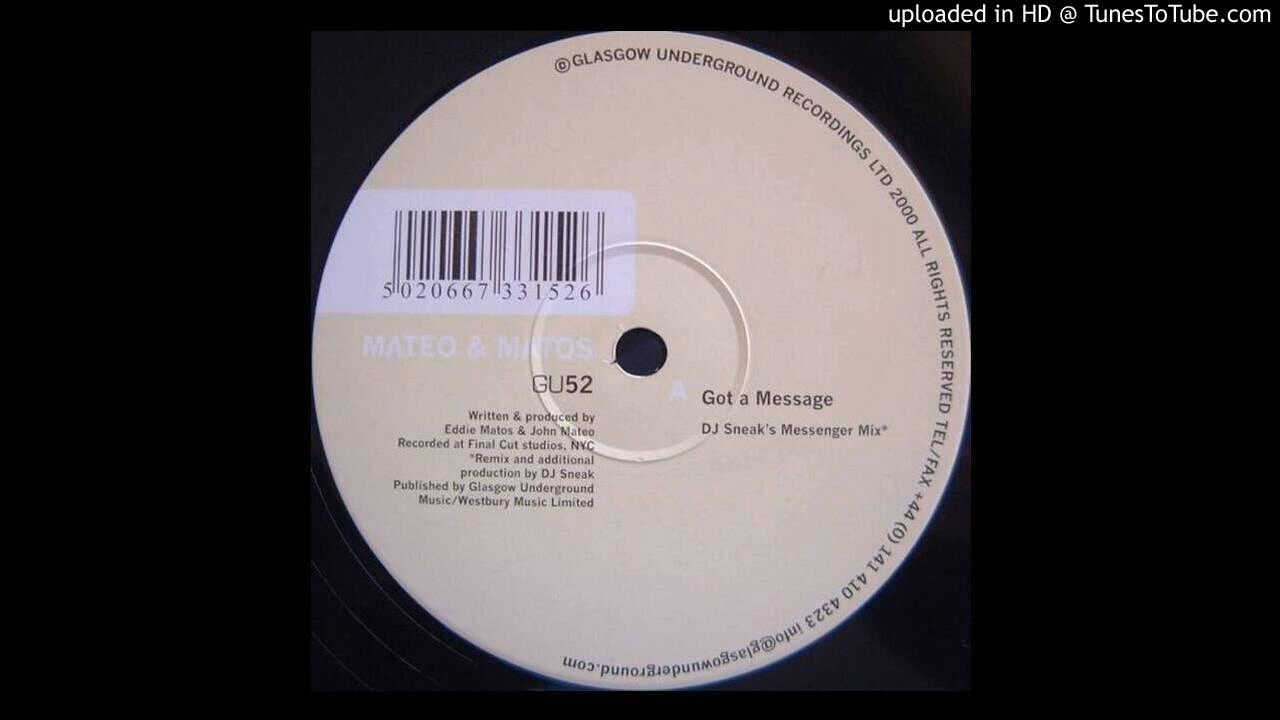 uploaded in HD @ TunesToTube.com
©GLASGOW UNDERGROUND RECORDINGS LTD 2000 ALL RIGHTS RESERVED TEL/FAX +44 (0) 141 410 4323 info@glasgowunderground.com
5 020667 331526
MATEO & MATOS
GU52
Written & produced by
Eddie Matos & John Mateo
Recorded at Final Cut studios, NYC
*Remix and additional
production by DJ Sneak
Published by Glasgow Underground
Music/Westbury Music Limited
A
Got a Message
DJ Sneak's Messenger Mix*